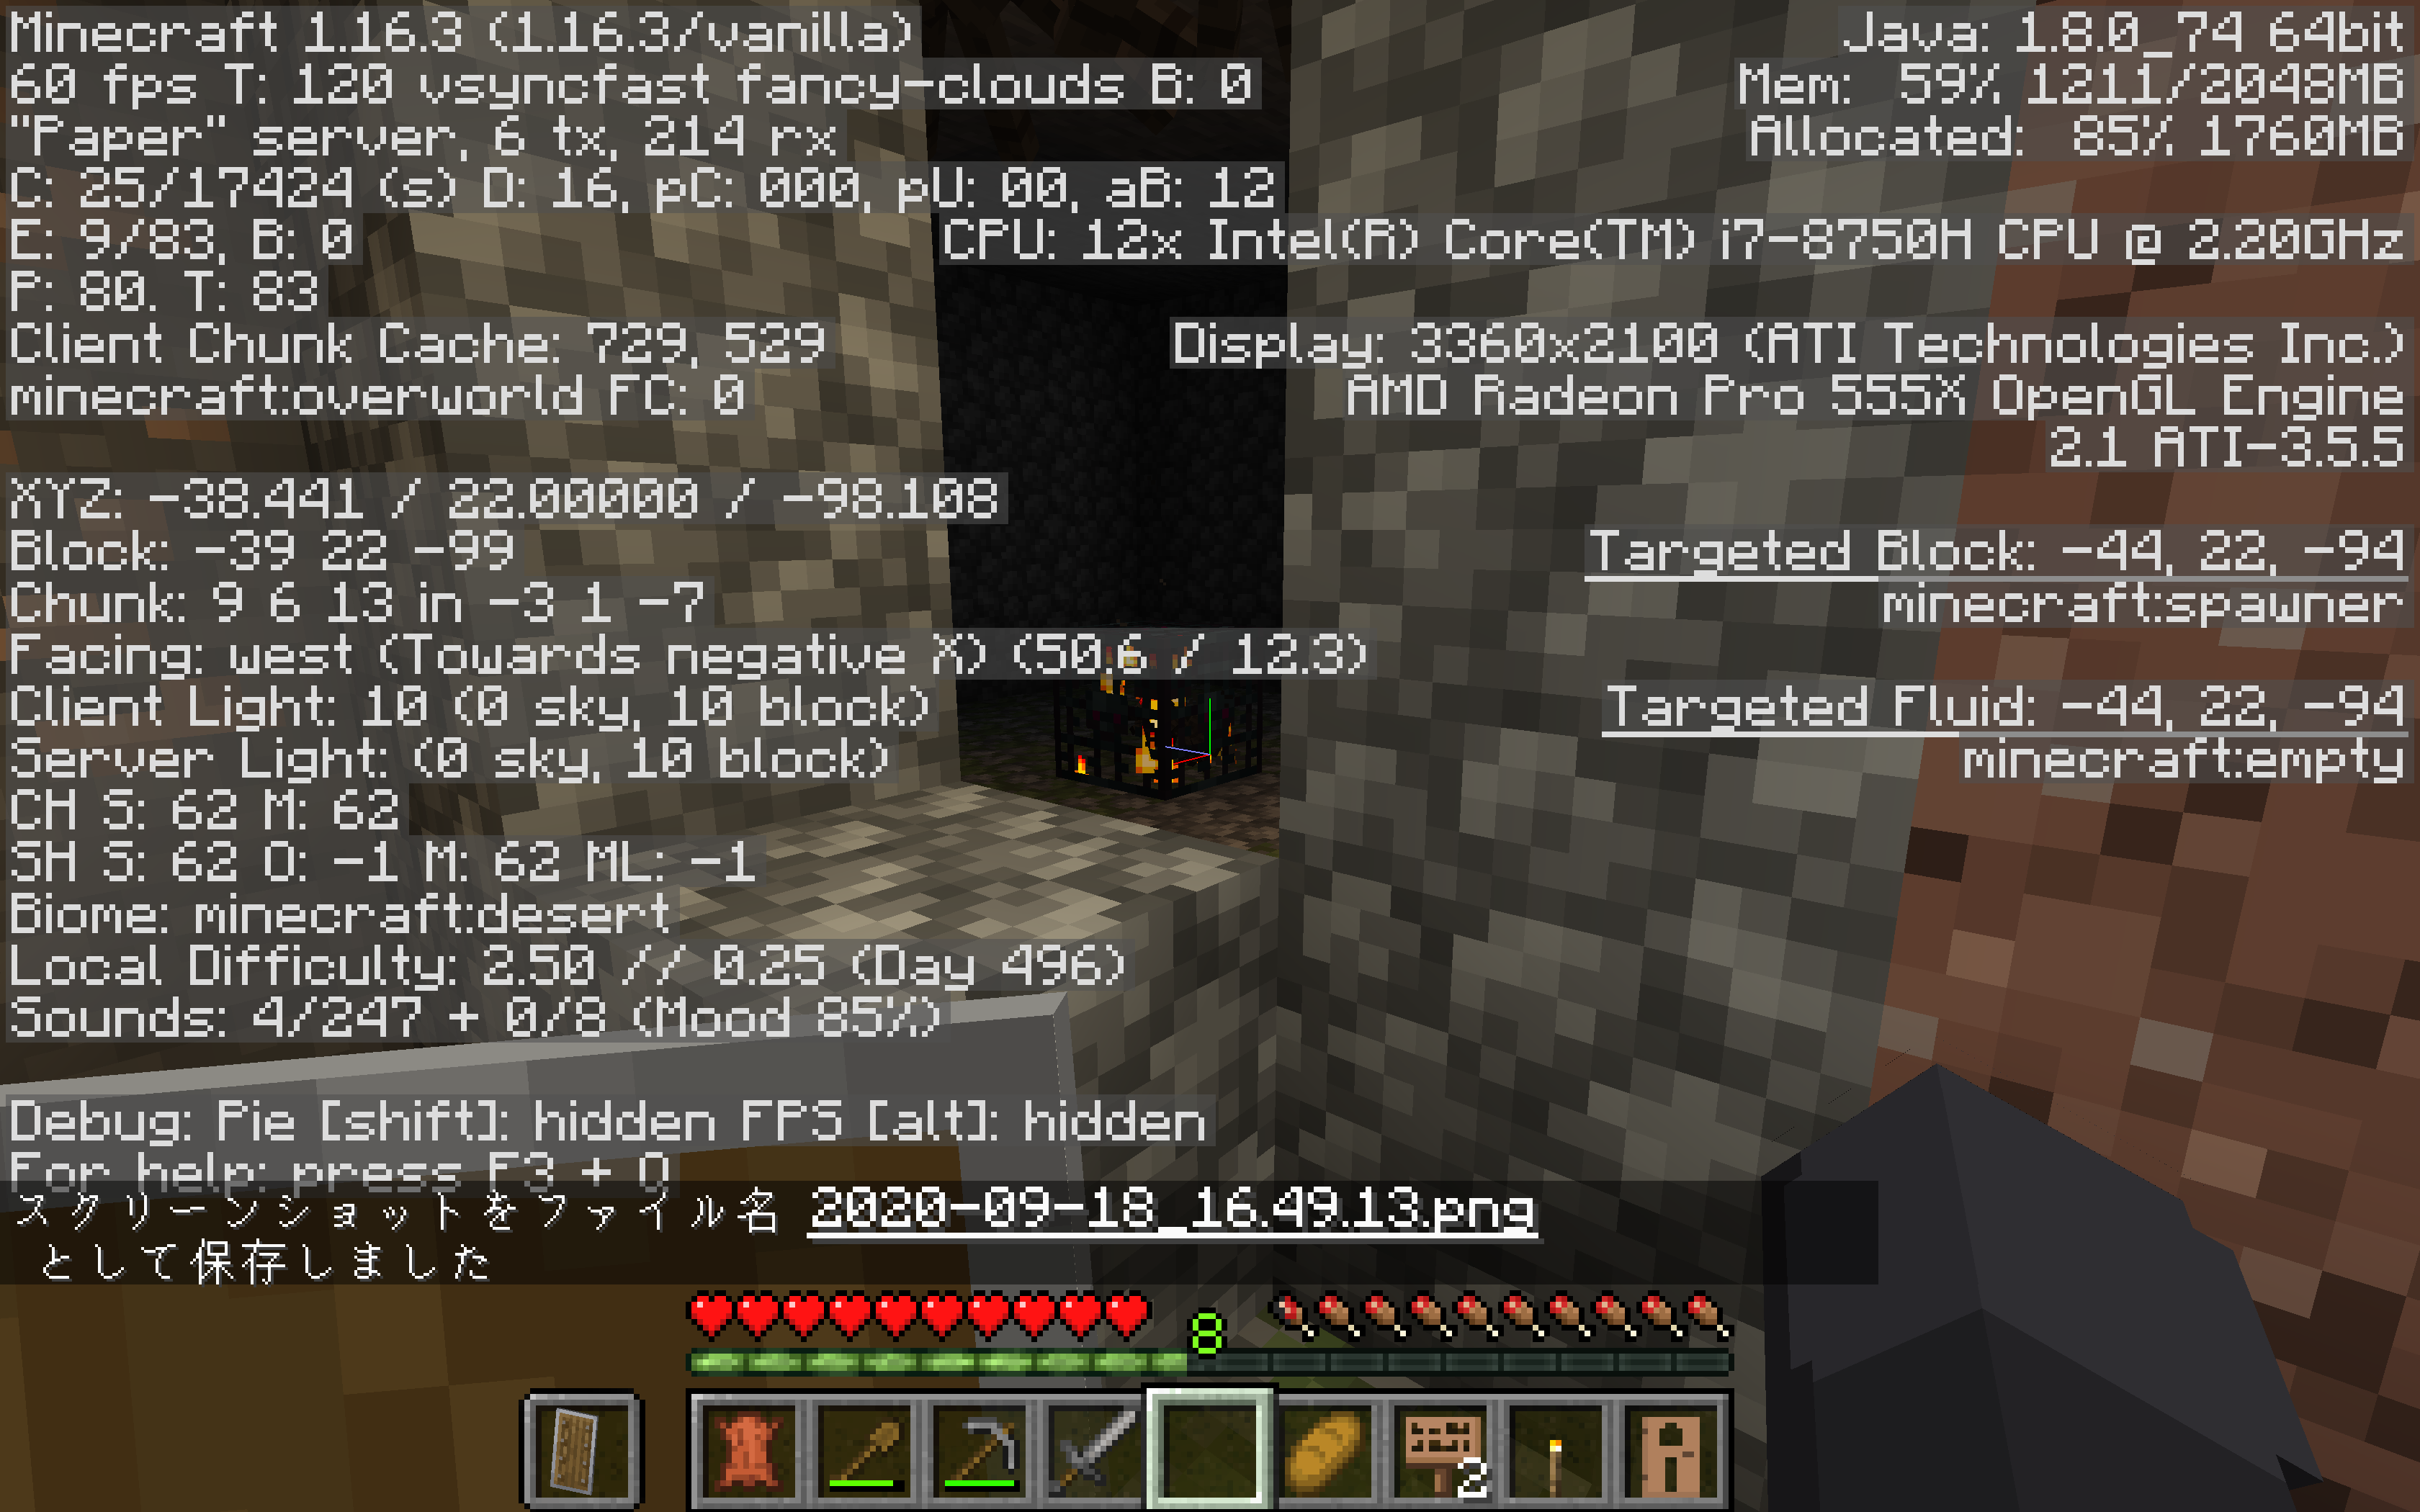 Minecraft 1.16.3 (1.16.3/vanilla)
60 fps T: 120 vsyncfast fancy-clouds B: 0
"Paper" server, 6 tx, 214 rx
C: 25/17424 (s) D: 16, pC: 000, pU: 00, aB: 12
E: 9/83, B: 0
P: 80. T: 83
Client Chunk Cache: 729, 529
minecraft:overworld FC: 0
XYZ: -38.441 / 22.00000 / -98.108
Block: -39 22 -99
Chunk: 9 6 13 in -3 1 -7
Facing: west (Towards negative X) (50.6 / 12.3)
Client Light: 10 (0 sky, 10 block)
Server Light: (0 sky, 10 block)
CH S: 62 M: 62
SH S: 62 O: -1 M: 62 ML: -1
Biome: minecraft:desert
Local Difficulty: 2.50 // 0.25 (Day 496)
Sounds: 4/247 + 0/8 (Mood 85%)
Debug: Pie [shift]: hidden FPS [alt]: hidden
For help: press F3 + Q
Java: 1.8.0_74 64bit
Mem: 59% 1211/2048MB
Allocated: 85% 1760MB
CPU: 12x Intel(R) Core(TM) i7-8750H CPU @ 2.20GHz
Display: 3360x2100 (ATI Technologies Inc.)
AMD Radeon Pro 555X OpenGL Engine
2.1 ATI-3.5.5
Targeted Block: -44, 22, -94
minecraft:spawner
Targeted Fluid: -44, 22, -94
minecraft:empty
スクリーンショットをファイル名 2020-09-18_16.49.13.png
として保存しました
8
2